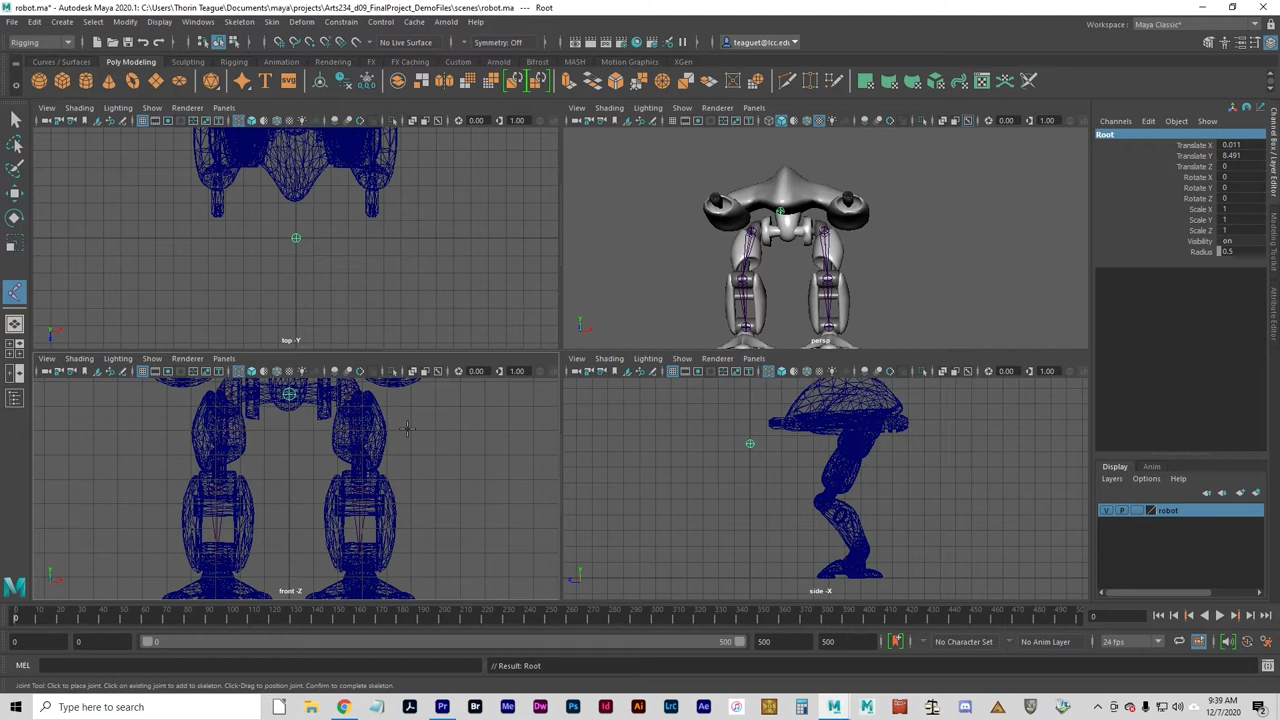 robot.ma* - Autodesk Maya 2020.1: C:\Users\Thorin Teague\Documents\maya\projects\Arts234_d09_FinalProject_DemoFiles\scenes\robot.ma --- Root
File Edit Create Select Modify Display Windows Skeleton Skin Deform Constrain Control Cache Arnold Help
Workspace : Maya Classic*
Rigging
No Live Surface
Symmetry: Off
teaguet@lcc.edu
Curves / Surfaces Poly Modeling Sculpting Rigging Animation Rendering FX FX Caching Custom Arnold Bifrost MASH Motion Graphics XGen
View Shading Lighting Show Renderer Panels
View Shading Lighting Show Renderer Panels
0.00 1.00
0.00 1.00
top -Y
persp
View Shading Lighting Show Renderer Panels
View Shading Lighting Show Renderer Panels
0.00 1.00
0.00 1.00
front -Z
side -X
Channels Edit Object Show
Root
Translate X 0.011
Translate Y 8.491
Translate Z 0
Rotate X 0
Rotate Y 0
Rotate Z 0
Scale X 1
Scale Y 1
Scale Z 1
Visibility on
Radius 0.5
Channel Box / Layer Editor
Modeling Toolkit
Attribute Editor
Display Anim
Layers Options Help
V P robot
0 10 20 30 40 50 60 70 80 90 100 110 120 130 140 150 160 170 180 190 200 210 220 230 240 250 260 270 280 290 300 310 320 330 340 350 360 370 380 390 400 410 420 430 440 450 460 470 480 490
0
0 0 0 500 500 500
No Character Set
No Anim Layer
24 fps
MEL
// Result: Root
Joint Tool: Click to place joint. Click on existing joint to add to skeleton. Click-Drag to position joint. Confirm to complete skeleton.
Type here to search
9:39 AM
12/7/2020